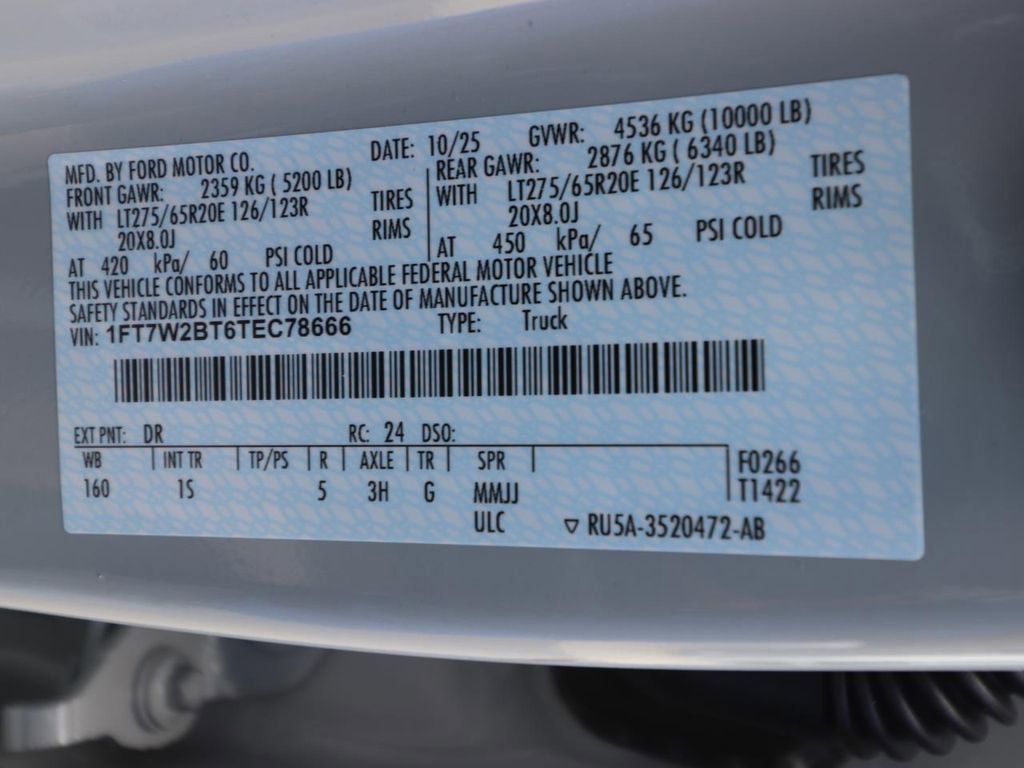 MFD. BY FORD MOTOR CO. DATE: 10/25 GVWR: 4536 KG (10000 LB)
FRONT GAWR: 2359 KG ( 5200 LB) REAR GAWR: 2876 KG ( 6340 LB)
WITH LT275/65R20E 126/123R TIRES WITH LT275/65R20E 126/123R TIRES
20X8.0J RIMS 20X8.0J RIMS
AT 420 kPa/ 60 PSI COLD AT 450 kPa/ 65 PSI COLD
THIS VEHICLE CONFORMS TO ALL APPLICABLE FEDERAL MOTOR VEHICLE
SAFETY STANDARDS IN EFFECT ON THE DATE OF MANUFACTURE SHOWN ABOVE.
VIN: 1FT7W2BT6TEC78666 TYPE: Truck
EXT PNT: DR RC: 24 DSO:
WB INT TR TP/PS R AXLE TR SPR F0266
160 1S 5 3H G MMJJ T1422
ULC ▽ RU5A-3520472-AB